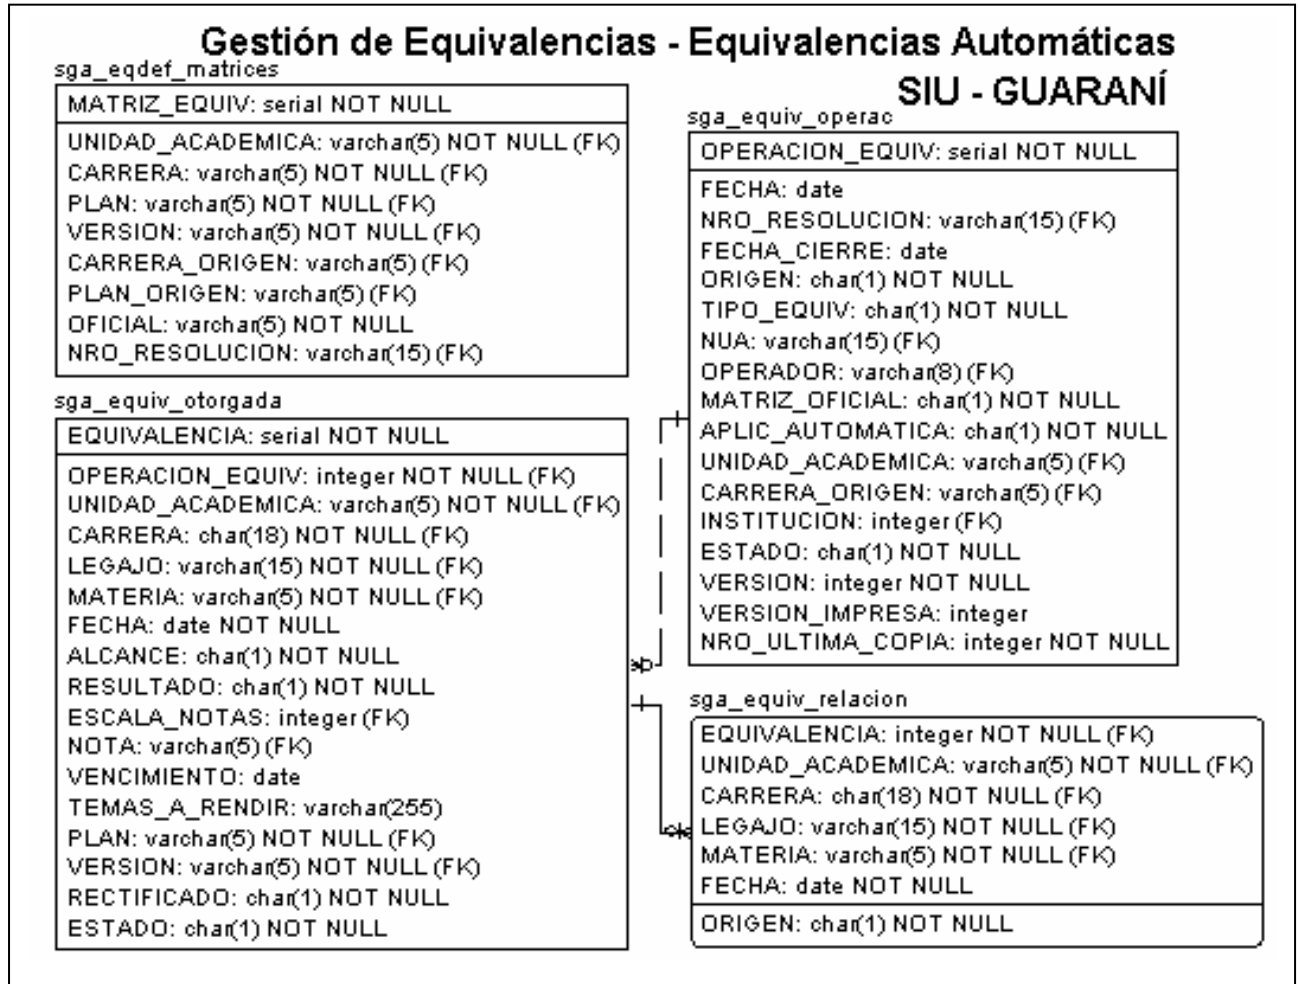 Gestión de Equivalencias - Equivalencias Automáticas
SIU - GUARANÍ
sga_eqdef_matrices
MATRIZ_EQUIV: serial NOT NULL
UNIDAD_ACADEMICA: varchar(5) NOT NULL (FK)
CARRERA: varchar(5) NOT NULL (FK)
PLAN: varchar(5) NOT NULL (FK)
VERSION: varchar(5) NOT NULL (FK)
CARRERA_ORIGEN: varchar(5) (FK)
PLAN_ORIGEN: varchar(5) (FK)
OFICIAL: varchar(5) NOT NULL
NRO_RESOLUCION: varchar(15) (FK)
sga_equiv_otorgada
EQUIVALENCIA: serial NOT NULL
OPERACION_EQUIV: integer NOT NULL (FK)
UNIDAD_ACADEMICA: varchar(5) NOT NULL (FK)
CARRERA: char(18) NOT NULL (FK)
LEGAJO: varchar(15) NOT NULL (FK)
MATERIA: varchar(5) NOT NULL (FK)
FECHA: date NOT NULL
ALCANCE: char(1) NOT NULL
RESULTADO: char(1) NOT NULL
ESCALA_NOTAS: integer (FK)
NOTA: varchar(5) (FK)
VENCIMIENTO: date
TEMAS_A_RENDIR: varchar(255)
PLAN: varchar(5) NOT NULL (FK)
VERSION: varchar(5) NOT NULL (FK)
RECTIFICADO: char(1) NOT NULL
ESTADO: char(1) NOT NULL
sga_equiv_operac
OPERACION_EQUIV: serial NOT NULL
FECHA: date
NRO_RESOLUCION: varchar(15) (FK)
FECHA_CIERRE: date
ORIGEN: char(1) NOT NULL
TIPO_EQUIV: char(1) NOT NULL
NUA: varchar(15) (FK)
OPERADOR: varchar(8) (FK)
MATRIZ_OFICIAL: char(1) NOT NULL
APLIC_AUTOMATICA: char(1) NOT NULL
UNIDAD_ACADEMICA: varchar(5) (FK)
CARRERA_ORIGEN: varchar(5) (FK)
INSTITUCION: integer (FK)
ESTADO: char(1) NOT NULL
VERSION: integer NOT NULL
VERSION_IMPRESA: integer
NRO_ULTIMA_COPIA: integer NOT NULL
sga_equiv_relacion
EQUIVALENCIA: integer NOT NULL (FK)
UNIDAD_ACADEMICA: varchar(5) NOT NULL (FK)
CARRERA: char(18) NOT NULL (FK)
LEGAJO: varchar(15) NOT NULL (FK)
MATERIA: varchar(5) NOT NULL (FK)
FECHA: date NOT NULL
ORIGEN: char(1) NOT NULL